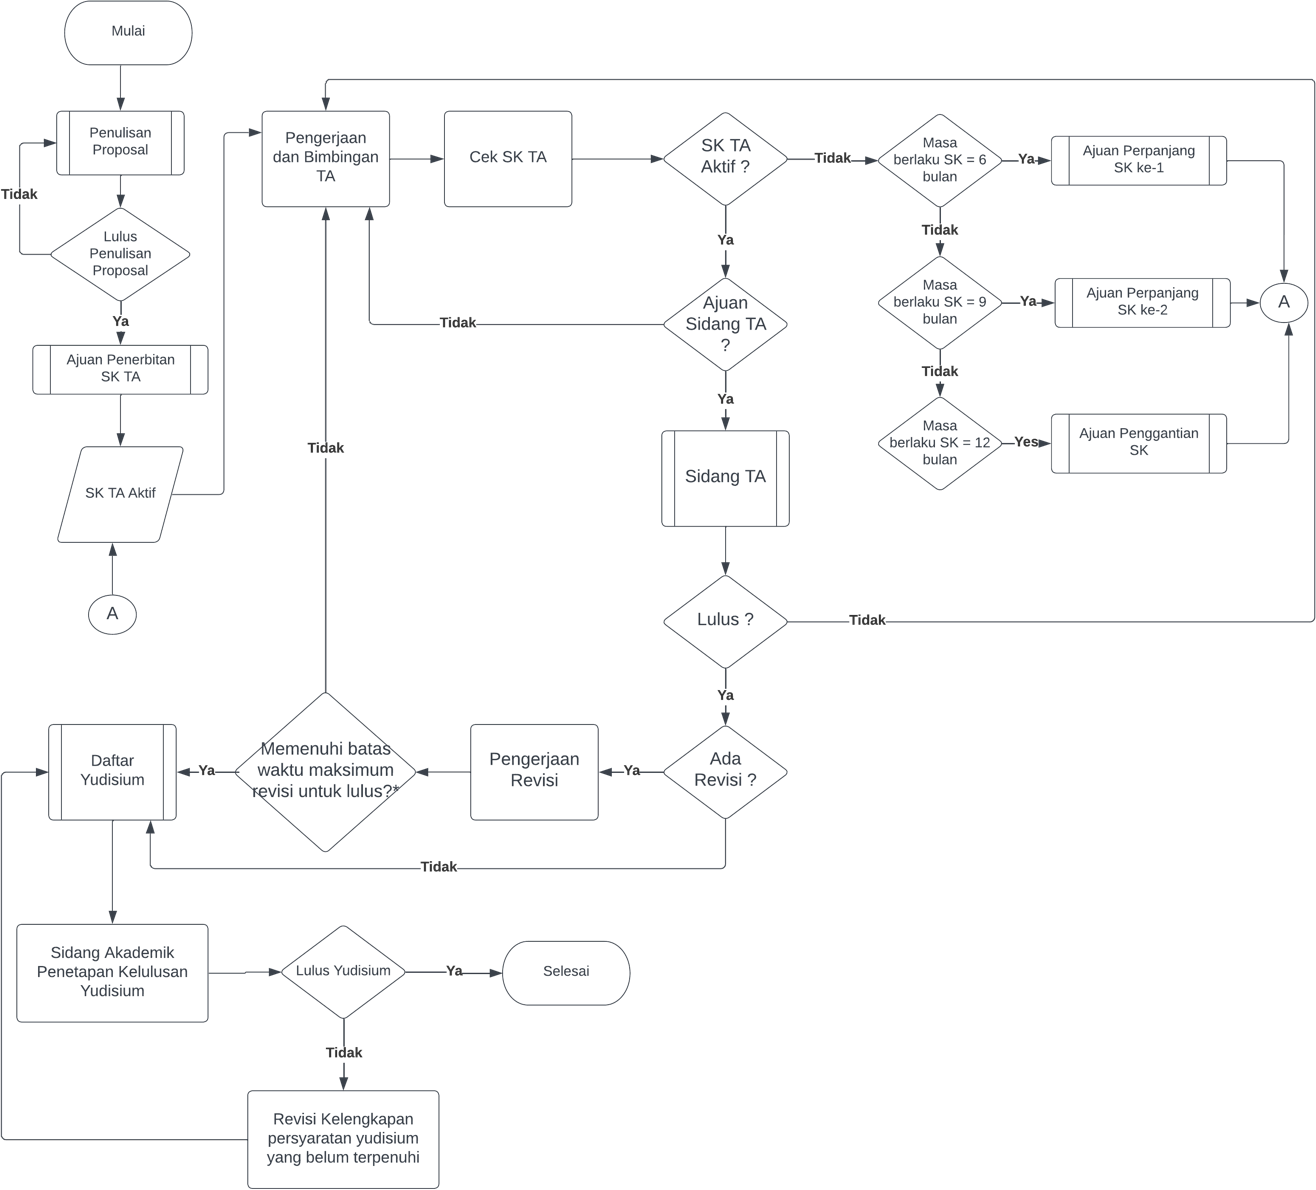 Mulai
Penulisan
Proposal
Tidak
Lulus
Penulisan
Proposal
Ya
Ajuan Penerbitan
SK TA
SK TA Aktif
A
Pengerjaan
dan Bimbingan
TA
Cek SK TA
SK TA
Aktif ?
Tidak
Masa
berlaku SK = 6
bulan
Ya
Ajuan Perpanjang
SK ke-1
Tidak
Masa
berlaku SK = 9
bulan
Ya
Ajuan Perpanjang
SK ke-2
A
Tidak
Masa
berlaku SK = 12
bulan
Yes
Ajuan Penggantian
SK
Ya
Ajuan
Sidang TA
?
Tidak
Ya
Sidang TA
Lulus ?
Tidak
Ya
Ada
Revisi ?
Ya
Pengerjaan
Revisi
Memenuhi batas
waktu maksimum
revisi untuk lulus?*
Tidak
Ya
Daftar
Yudisium
Tidak
Sidang Akademik
Penetapan Kelulusan
Yudisium
Lulus Yudisium
Ya
Selesai
Tidak
Revisi Kelengkapan
persyaratan yudisium
yang belum terpenuhi